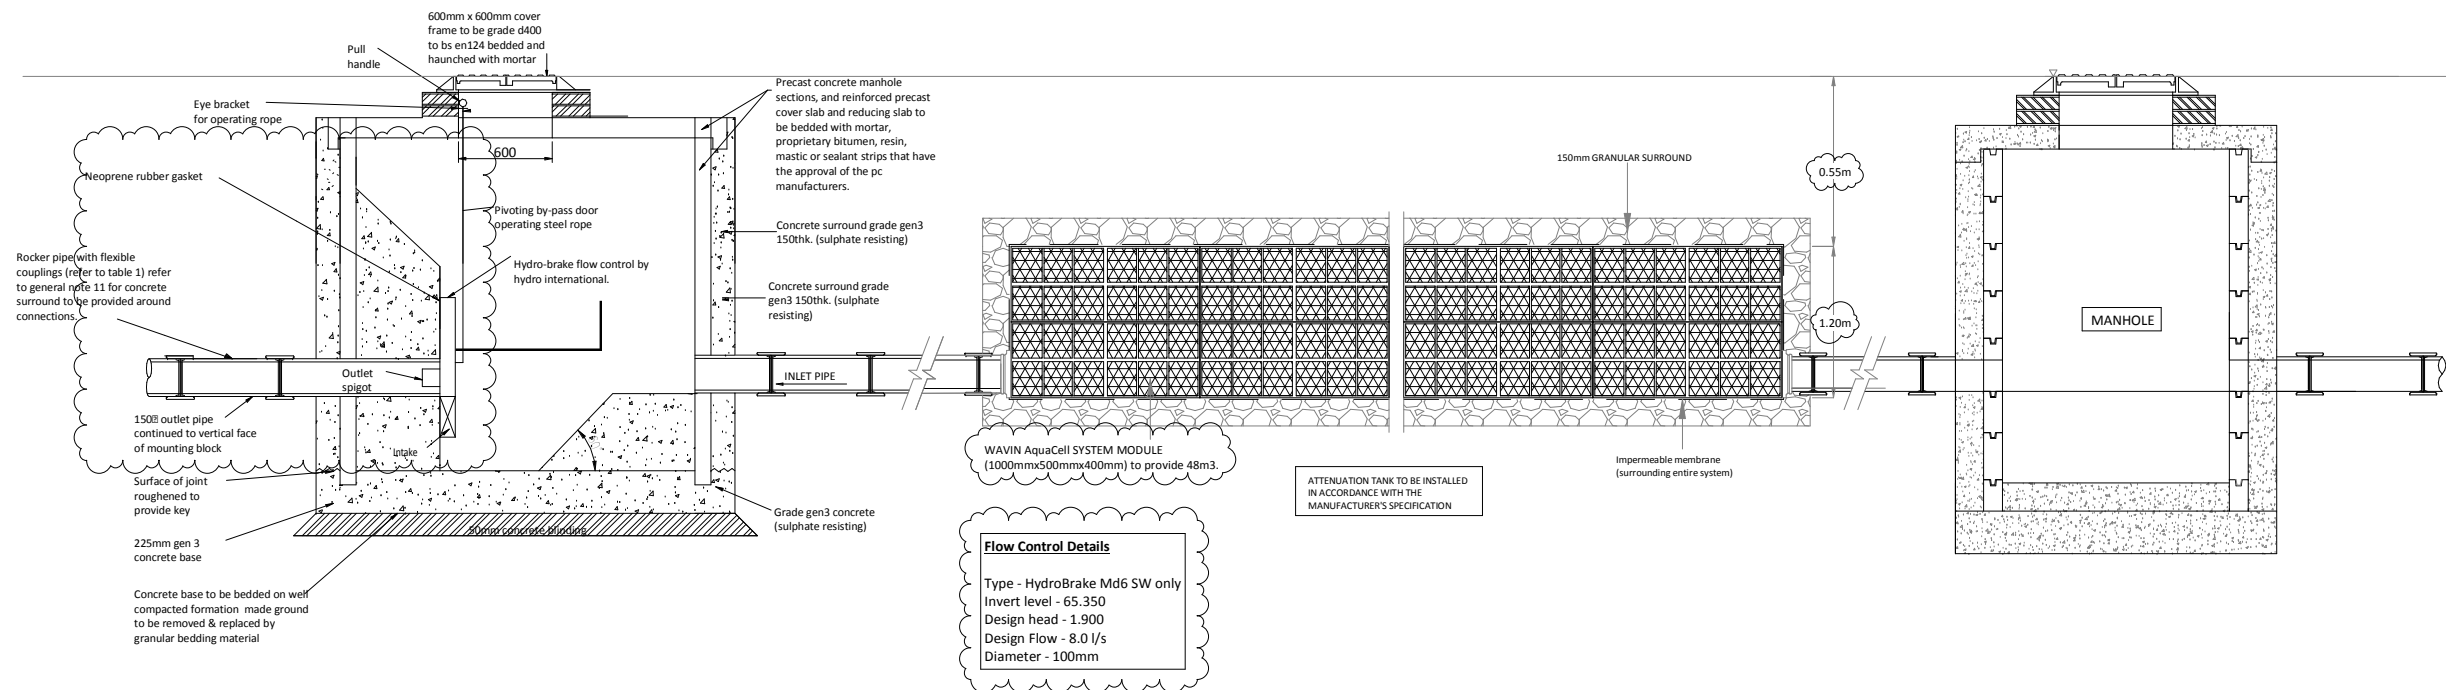 600mm x 600mm cover
frame to be grade d400
to bs en124 bedded and
haunched with mortar
Pull
handle
Eye bracket
for operating rope
600
Neoprene rubber gasket
Pivoting by-pass door
operating steel rope
Rocker pipe with flexible
couplings (refer to table 1) refer
to general note 11 for concrete
surround to be provided around
connections.
Hydro-brake flow control by
hydro international.
Outlet
spigot
150 outlet pipe
continued to vertical face
of mounting block
Intake
Surface of joint
roughened to
provide key
225mm gen 3
concrete base
50mm concrete blinding
Concrete base to be bedded on well
compacted formation made ground
to be removed & replaced by
granular bedding material
Precast concrete manhole
sections, and reinforced precast
cover slab and reducing slab to
be bedded with mortar,
proprietary bitumen, resin,
mastic or sealant strips that have
the approval of the pc
manufacturers.
Concrete surround grade gen3
150thk. (sulphate resisting)
Concrete surround grade
gen3 150thk. (sulphate
resisting)
INLET PIPE
Grade gen3 concrete
(sulphate resisting)
150mm GRANULAR SURROUND
0.55m
1.20m
WAVIN AquaCell SYSTEM MODULE
(1000mmx500mmx400mm) to provide 48m3.
Impermeable membrane
(surrounding entire system)
ATTENUATION TANK TO BE INSTALLED
IN ACCORDANCE WITH THE
MANUFACTURER'S SPECIFICATION
Flow Control Details
Type - HydroBrake Md6 SW only
Invert level - 65.350
Design head - 1.900
Design Flow - 8.0 l/s
Diameter - 100mm
MANHOLE